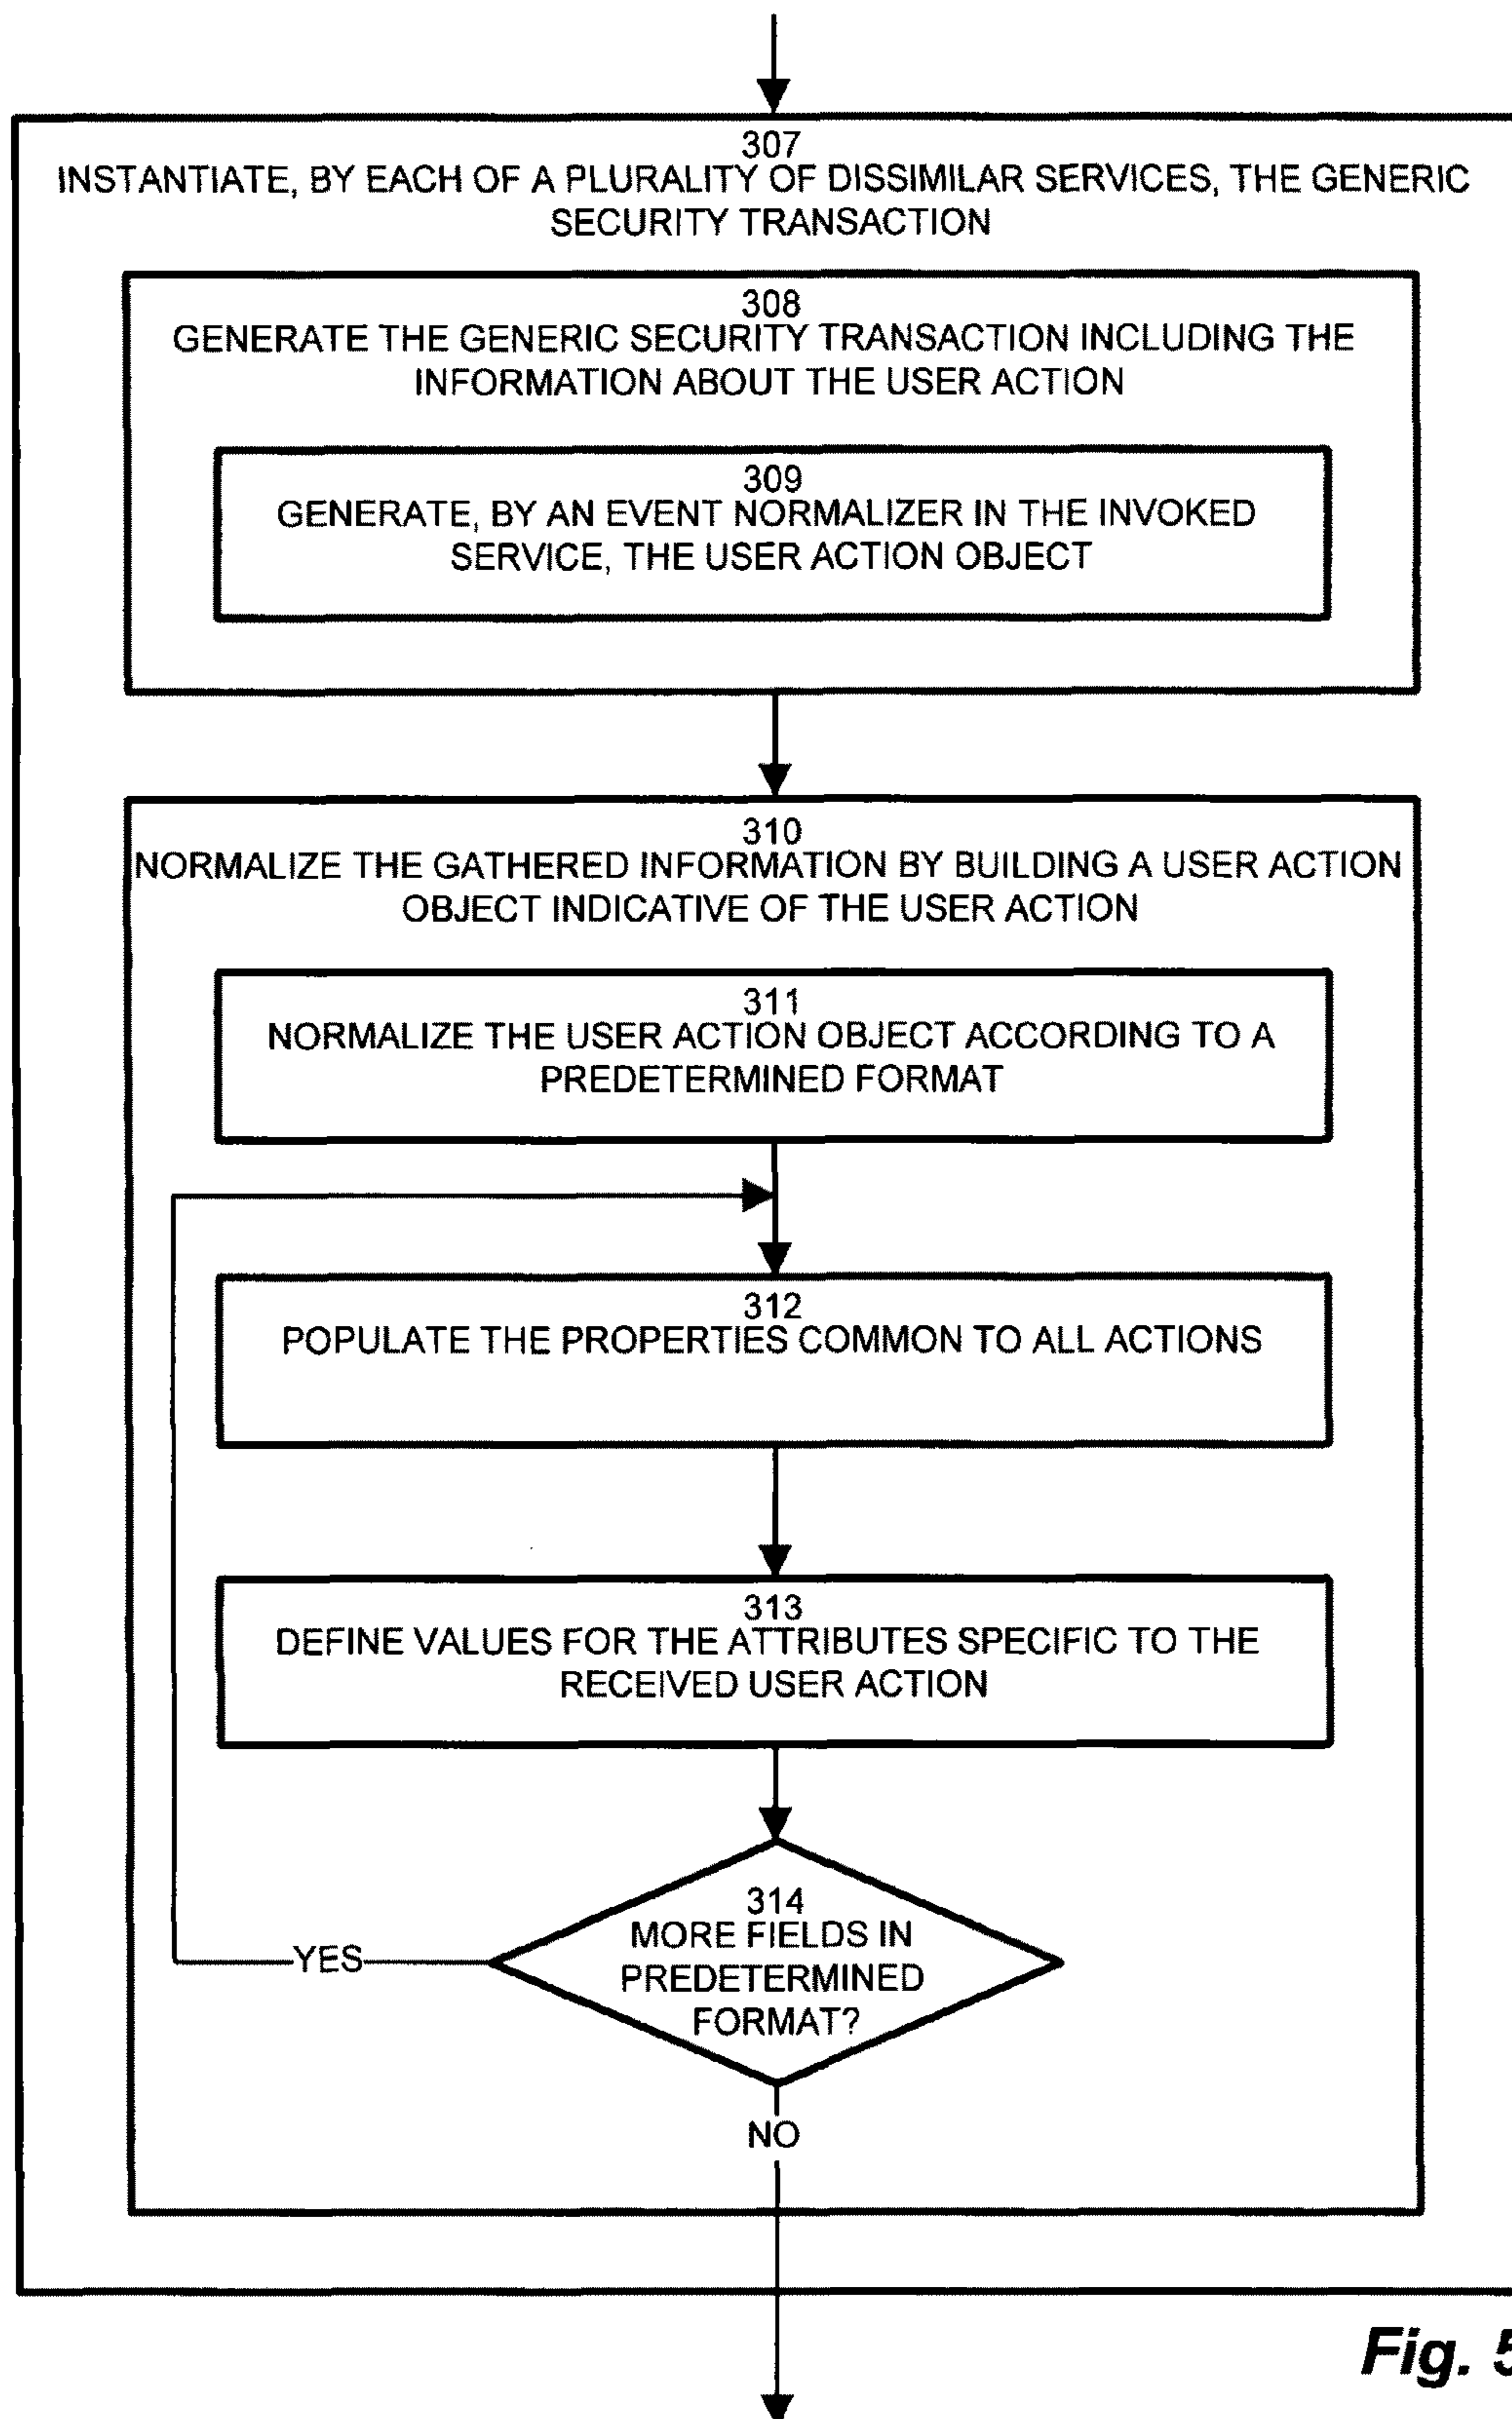 307
INSTANTIATE, BY EACH OF A PLURALITY OF DISSIMILAR SERVICES, THE GENERIC
SECURITY TRANSACTION
308
GENERATE THE GENERIC SECURITY TRANSACTION INCLUDING THE
INFORMATION ABOUT THE USER ACTION
309
GENERATE, BY AN EVENT NORMALIZER IN THE INVOKED
SERVICE, THE USER ACTION OBJECT
310
NORMALIZE THE GATHERED INFORMATION BY BUILDING A USER ACTION
OBJECT INDICATIVE OF THE USER ACTION
311
NORMALIZE THE USER ACTION OBJECT ACCORDING TO A
PREDETERMINED FORMAT
312
POPULATE THE PROPERTIES COMMON TO ALL ACTIONS
313
DEFINE VALUES FOR THE ATTRIBUTES SPECIFIC TO THE
RECEIVED USER ACTION
314
MORE FIELDS IN
PREDETERMINED
FORMAT?
YES
NO
Fig. 5